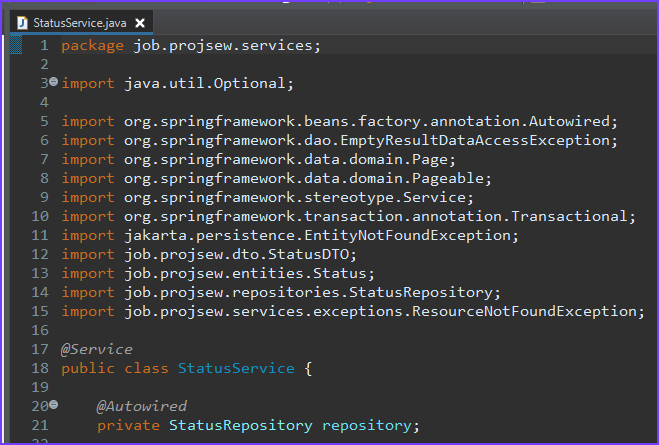 StatusService.java
1 package job.projsew.services;
2
3 import java.util.Optional;
4
5 import org.springframework.beans.factory.annotation.Autowired;
6 import org.springframework.dao.EmptyResultDataAccessException;
7 import org.springframework.data.domain.Page;
8 import org.springframework.data.domain.Pageable;
9 import org.springframework.stereotype.Service;
10 import org.springframework.transaction.annotation.Transactional;
11 import jakarta.persistence.EntityNotFoundException;
12 import job.projsew.dto.StatusDTO;
13 import job.projsew.entities.Status;
14 import job.projsew.repositories.StatusRepository;
15 import job.projsew.services.exceptions.ResourceNotFoundException;
16
17 @Service
18 public class StatusService {
19
20 @Autowired
21 private StatusRepository repository;